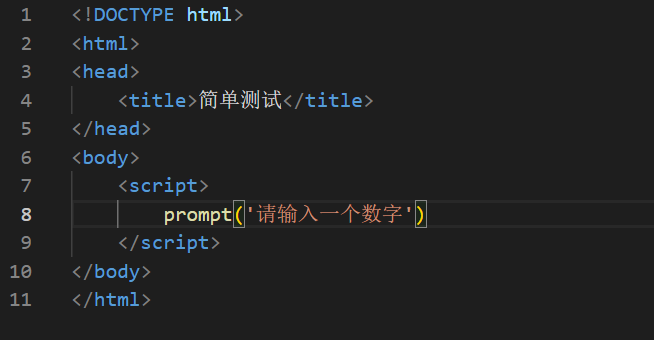 1 <!DOCTYPE html>
2 <html>
3 <head>
4 <title>简单测试</title>
5 </head>
6 <body>
7 <script>
8 prompt('请输入一个数字')
9 </script>
10 </body>
11 </html>